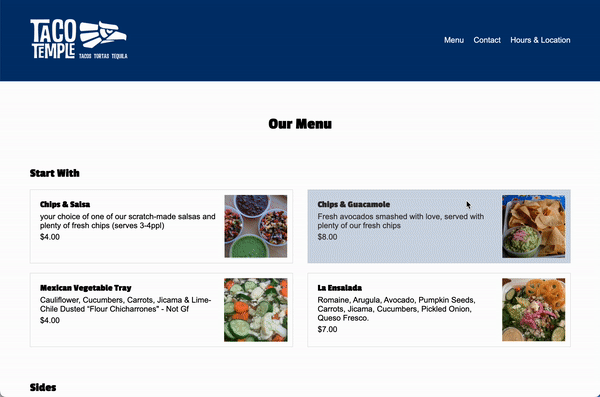 TACO
TEMPLE
TACOS TORTAS TEQUILA
Menu Contact Hours & Location
Our Menu
Start With
Chips & Salsa
your choice of one of our scratch-made salsas and
plenty of fresh chips (serves 3-4ppl)
$4.00
Chips & Guacamole
Fresh avocados smashed with love, served with
plenty of our fresh chips
$8.00
Mexican Vegetable Tray
Cauliflower, Cucumbers, Carrots, Jicama & Lime-
Chile Dusted "Flour Chicharrones" - Not Gf
$4.00
La Ensalada
Romaine, Arugula, Avocado, Pumpkin Seeds,
Carrots, Jicama, Cucumbers, Pickled Onion,
Queso Fresco.
$7.00
Sides